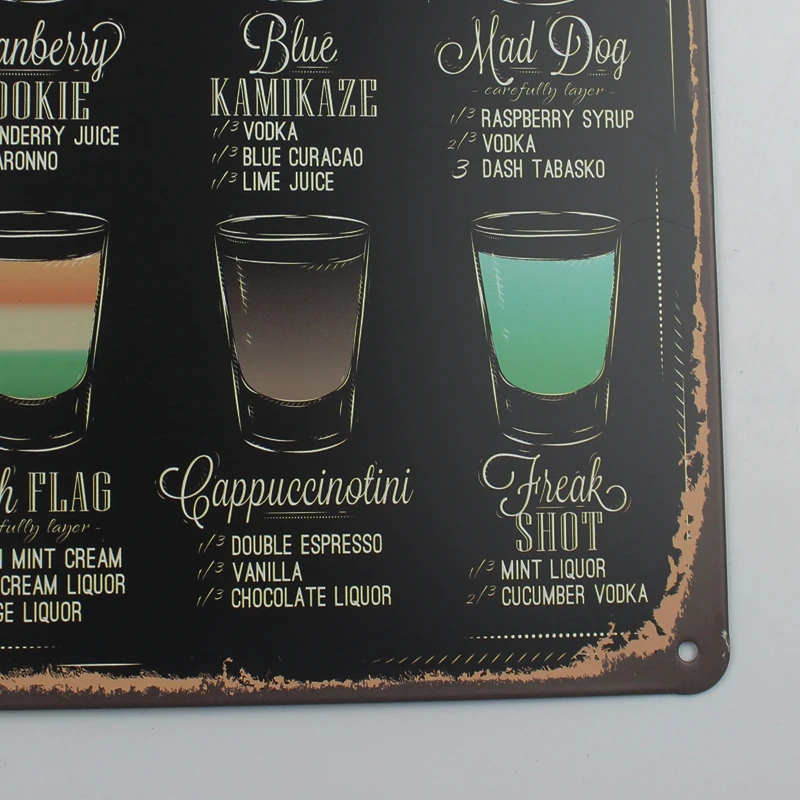 anberry
OOKIE
NDERRY JUICE
ARONNO
Blue
KAMIKAZE
1/3 VODKA
1/3 BLUE CURACAO
1/3 LIME JUICE
Mad Dog
- carefully layer -
1/3 RASPBERRY SYRUP
2/3 VODKA
3 DASH TABASKO
h FLAG
fully layer -
MINT CREAM
CREAM LIQUOR
GE LIQUOR
Cappuccinotini
1/3 DOUBLE ESPRESSO
1/3 VANILLA
1/3 CHOCOLATE LIQUOR
Freak
SHOT
1/3 MINT LIQUOR
2/3 CUCUMBER VODKA